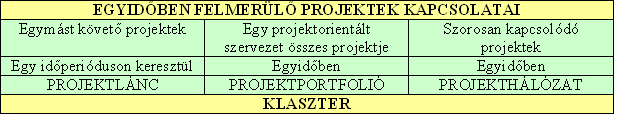 EGYIDŐBEN FELMERÜLŐ PROJEKTEK KAPCSOLATAI
Egymást követő projektek
Egy projektorientált
szervezet összes projektje
Szorosan kapcsolódó
projektek
Egy időperióduson keresztül
Egyidőben
Egyidőben
PROJEKTLÁNC
PROJEKTPORTFOLIÓ
PROJEKTHÁLÓZAT
KLASZTER